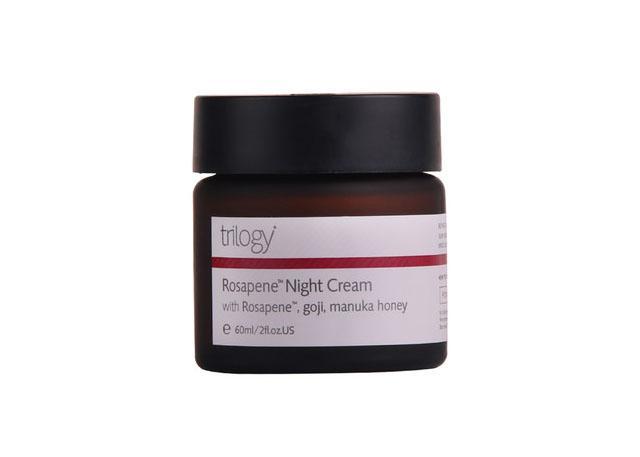 trilogy®
Rosapene™ Night Cream
with Rosapene™, goji, manuka honey
℮ 60ml/2fl.oz.US